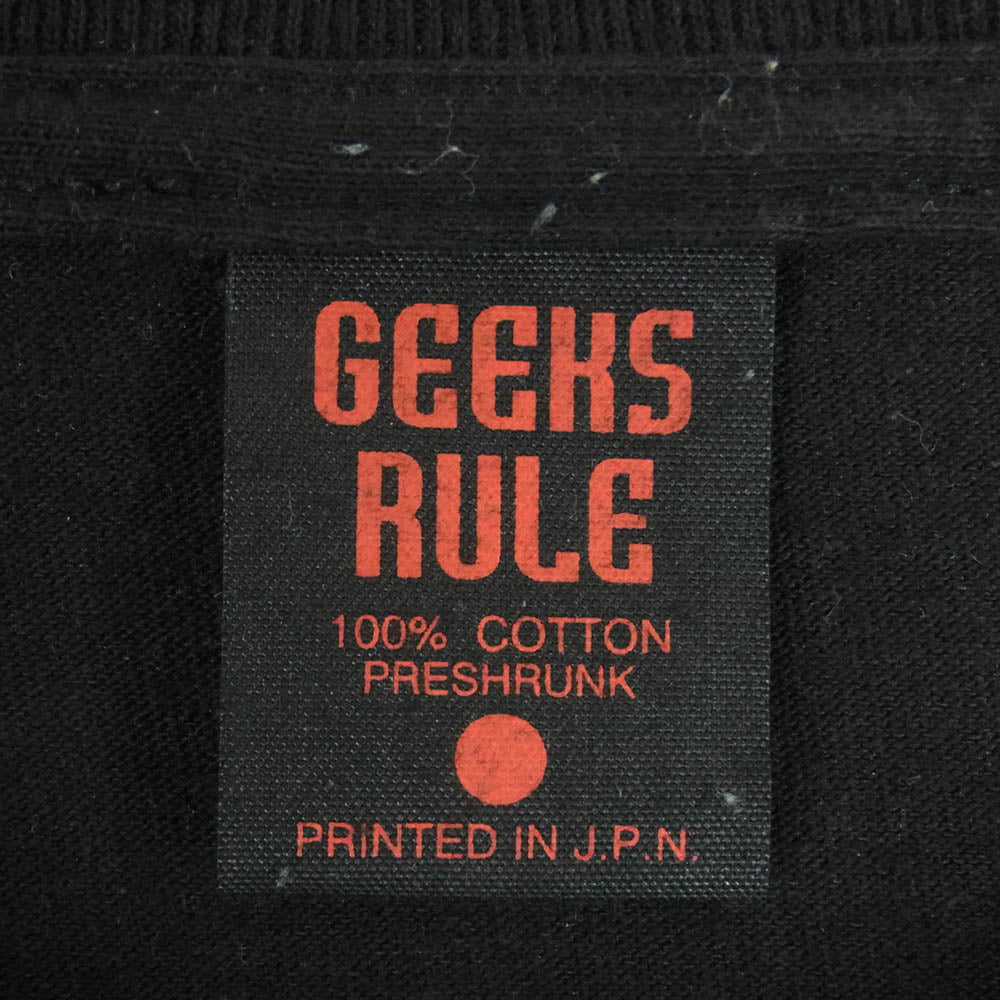 GEEKS
RULE
100% COTTON
PRESHRUNK
PRINTED IN J.P.N.